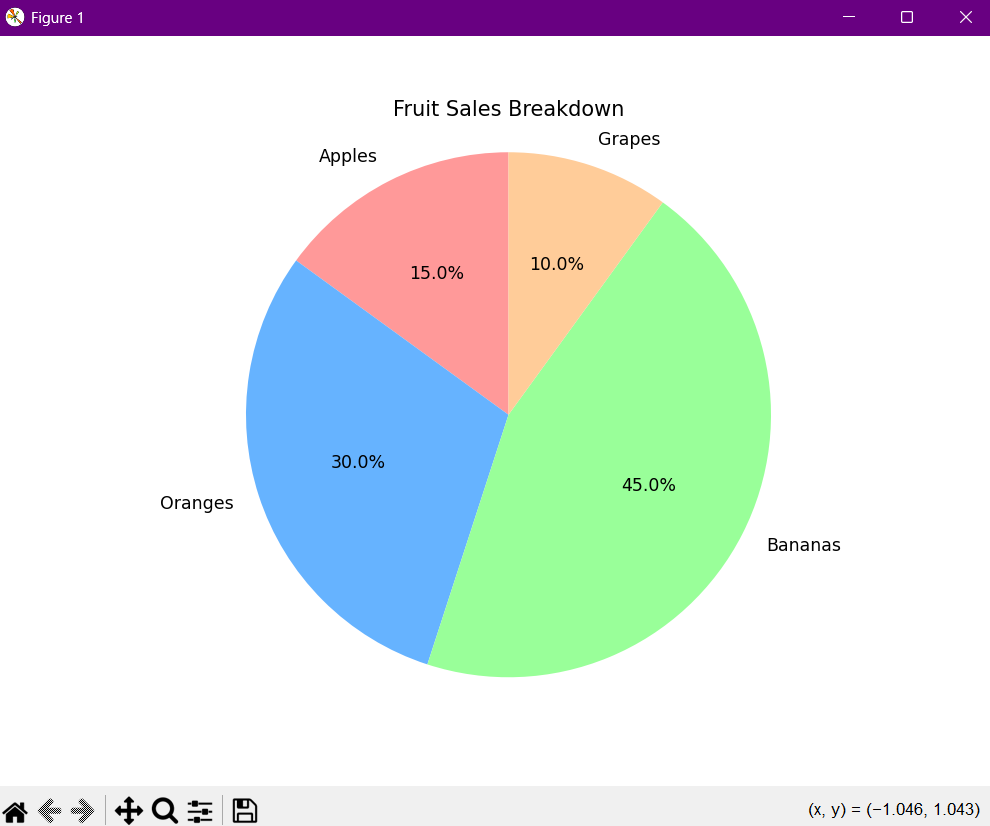 Figure 1
Fruit Sales Breakdown
Grapes
Apples
10.0%
15.0%
30.0%
45.0%
Oranges
Bananas
(x, y) = (−1.046, 1.043)